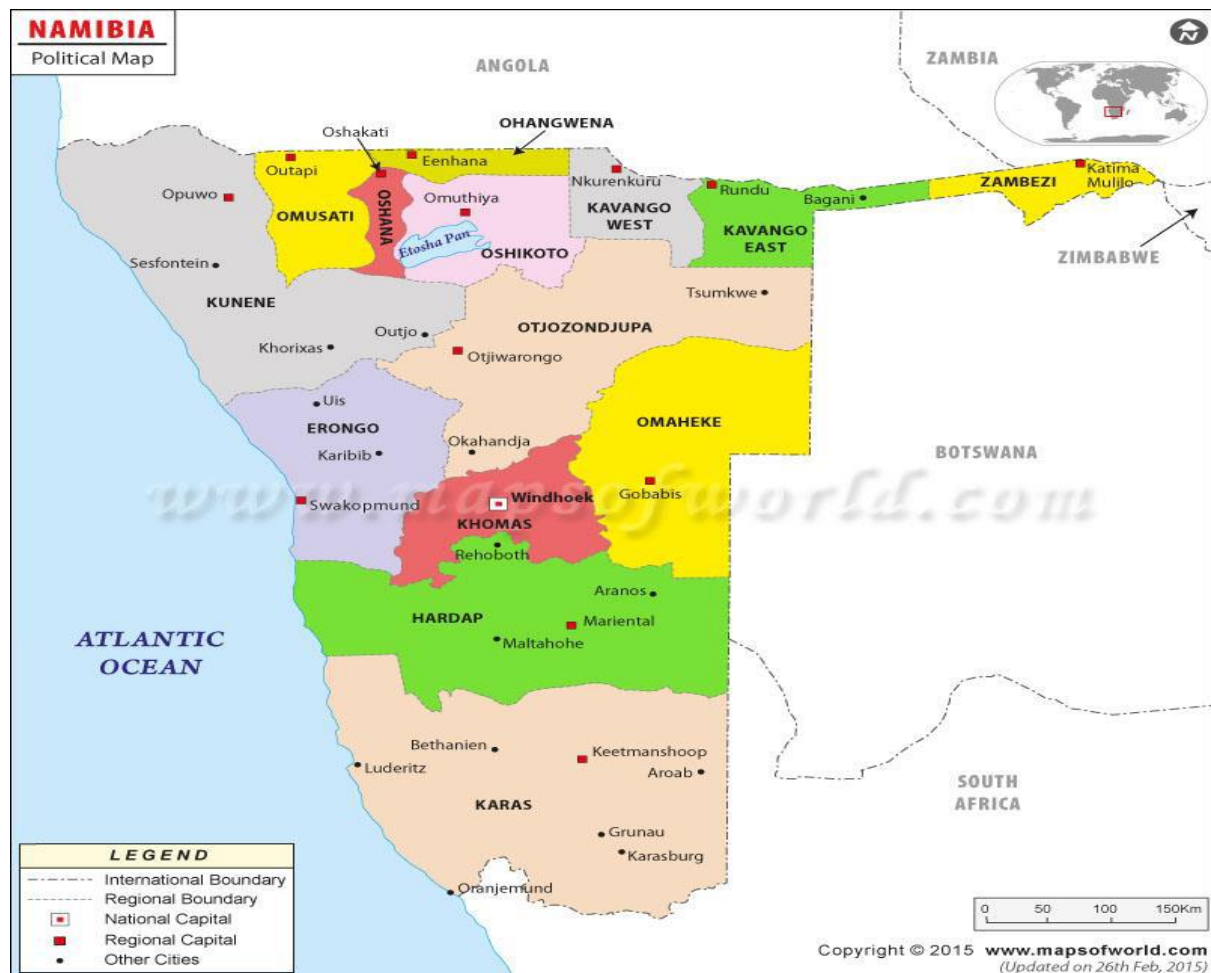 NAMIBIA
Political Map
ANGOLA
ZAMBIA
N
OHANGWENA
Oshakati
Eenhana
Outapi
Nkurenkuru
Rundu
Katima
Mulilo
ZAMBEZI
Bagani
Opuwo
OMUSATI
OSHANA
Omuthiya
KAVANGO
WEST
KAVANGO
EAST
Etosha Pan
OSHIKOTO
ZIMBABWE
Sesfontein
KUNENE
Tsumkwe
OTJOZONDJUPA
Outjo
Khorixas
Otjiwarongo
Uis
ERONGO
OMAHEKE
Karibib
Okahandja
BOTSWANA
www.mapsofworld.com
Swakopmund
Windhoek
Gobabis
KHOMAS
Rehoboth
Aranos
HARDAP
Mariental
Maltahohe
ATLANTIC
OCEAN
Bethanien
Keetmanshoop
Luderitz
Aroab
KARAS
SOUTH
AFRICA
Grunau
Karasburg
Oranjemund
LEGEND
International Boundary
Regional Boundary
National Capital
Regional Capital
Other Cities
0 50 100 150Km
Copyright © 2015 www.mapsofworld.com
(Updated on 26th Feb, 2015)